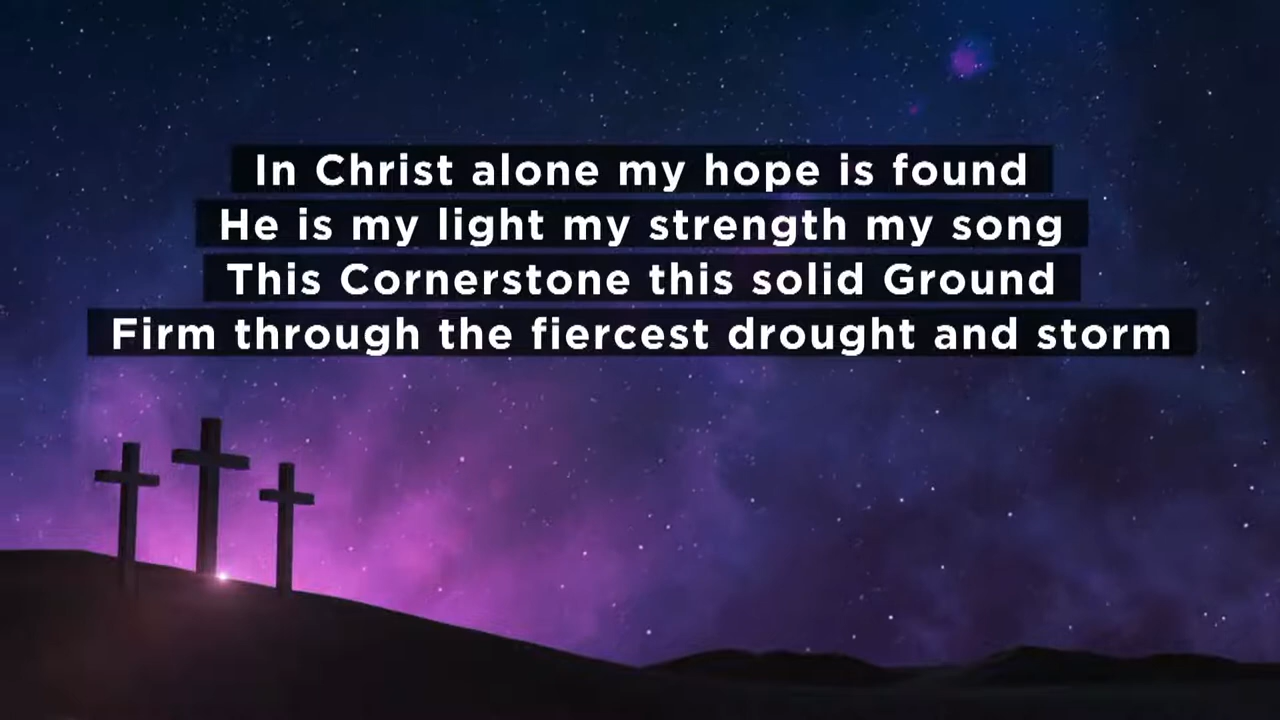 In Christ alone my hope is found
He is my light my strength my song
This Cornerstone this solid Ground
Firm through the fiercest drought and storm